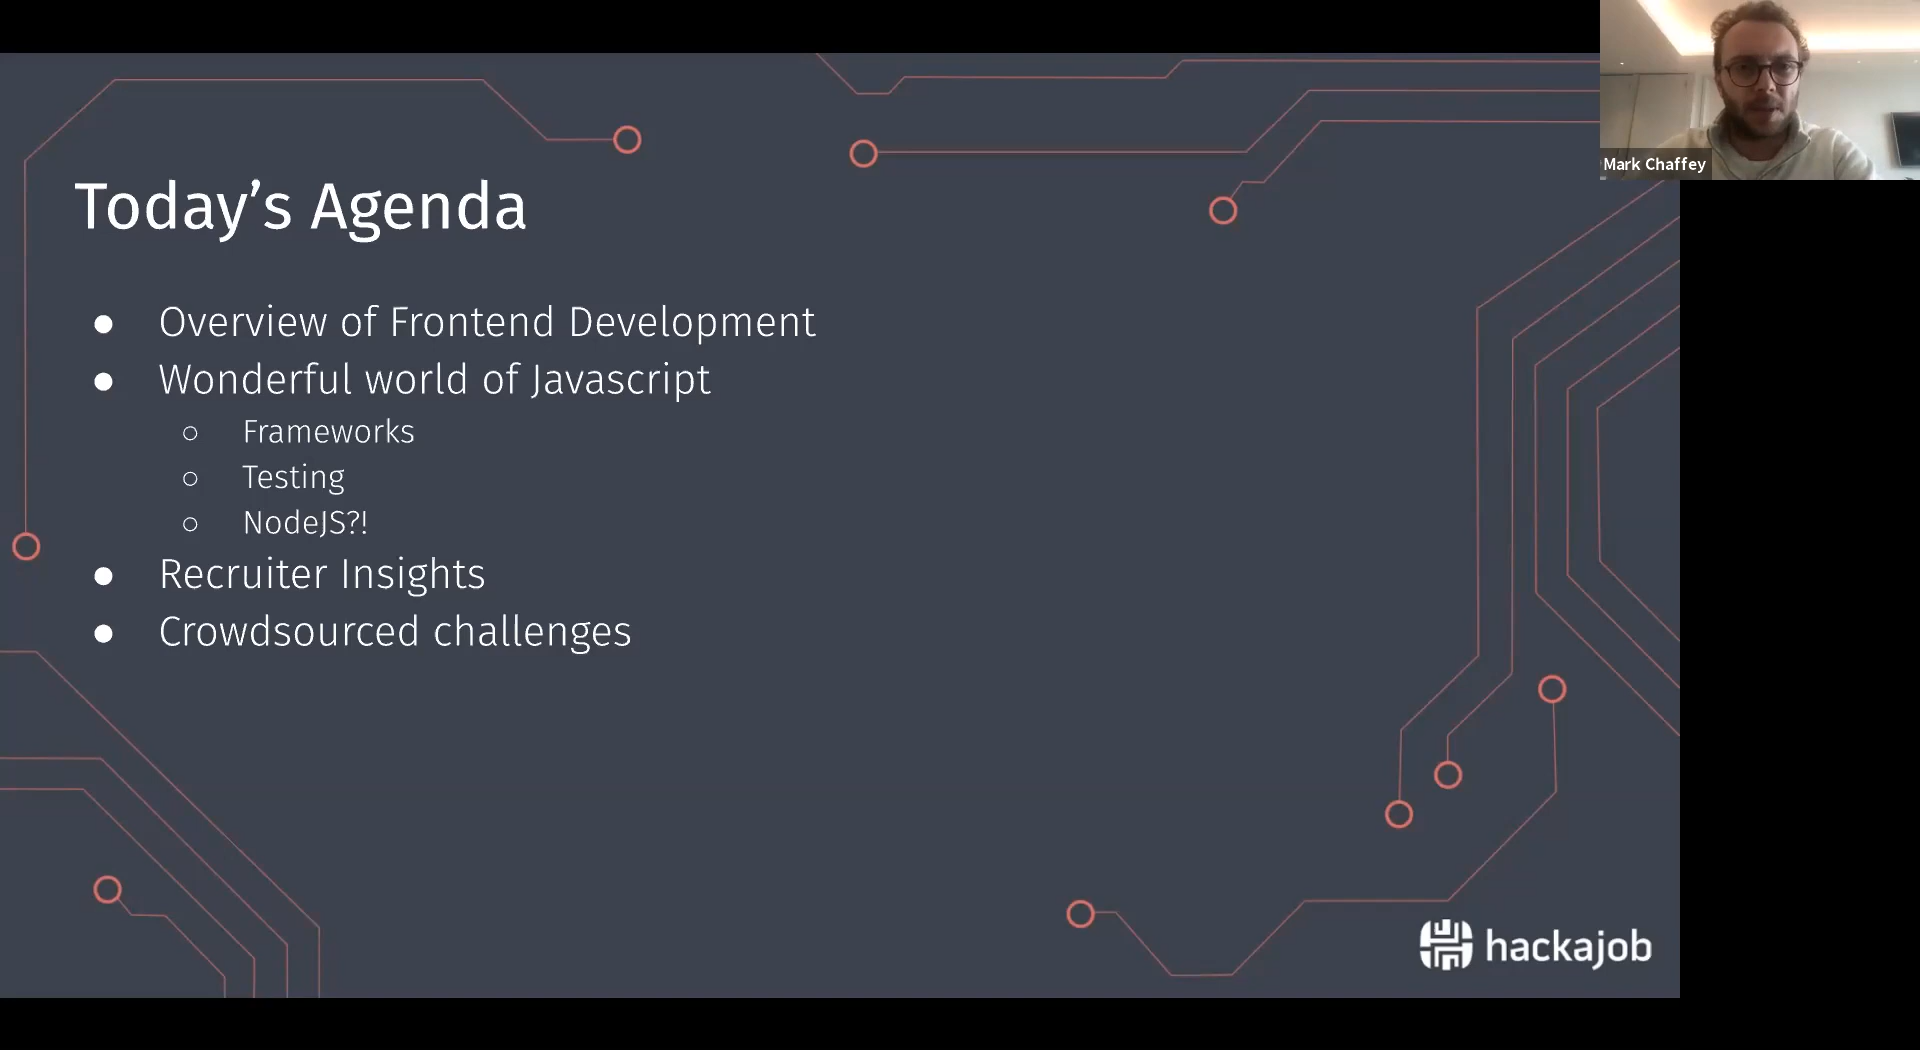 Mark Chaffey
Today’s Agenda
● Overview of Frontend Development
● Wonderful world of Javascript
○ Frameworks
○ Testing
○ NodeJS?!
● Recruiter Insights
● Crowdsourced challenges
hackajob